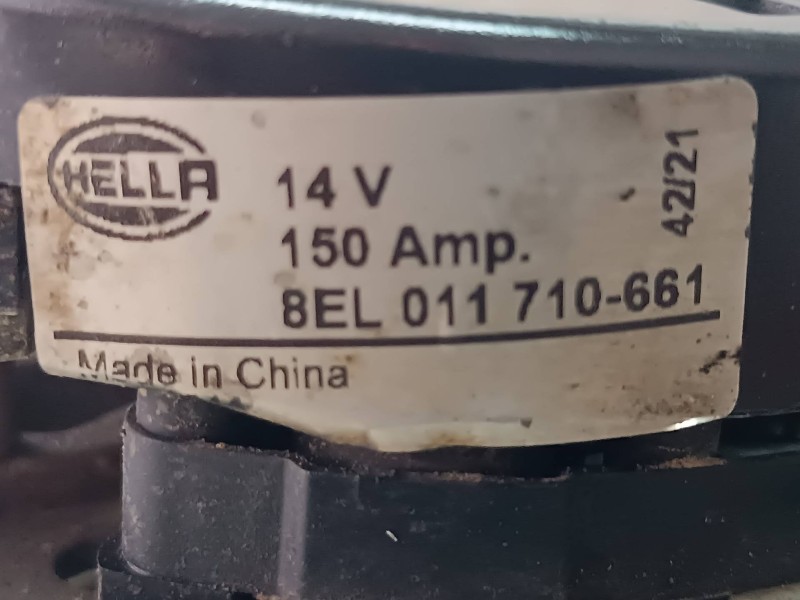 HELLA
14 V
150 Amp.
8EL 011 710-661
42/21
Made in China